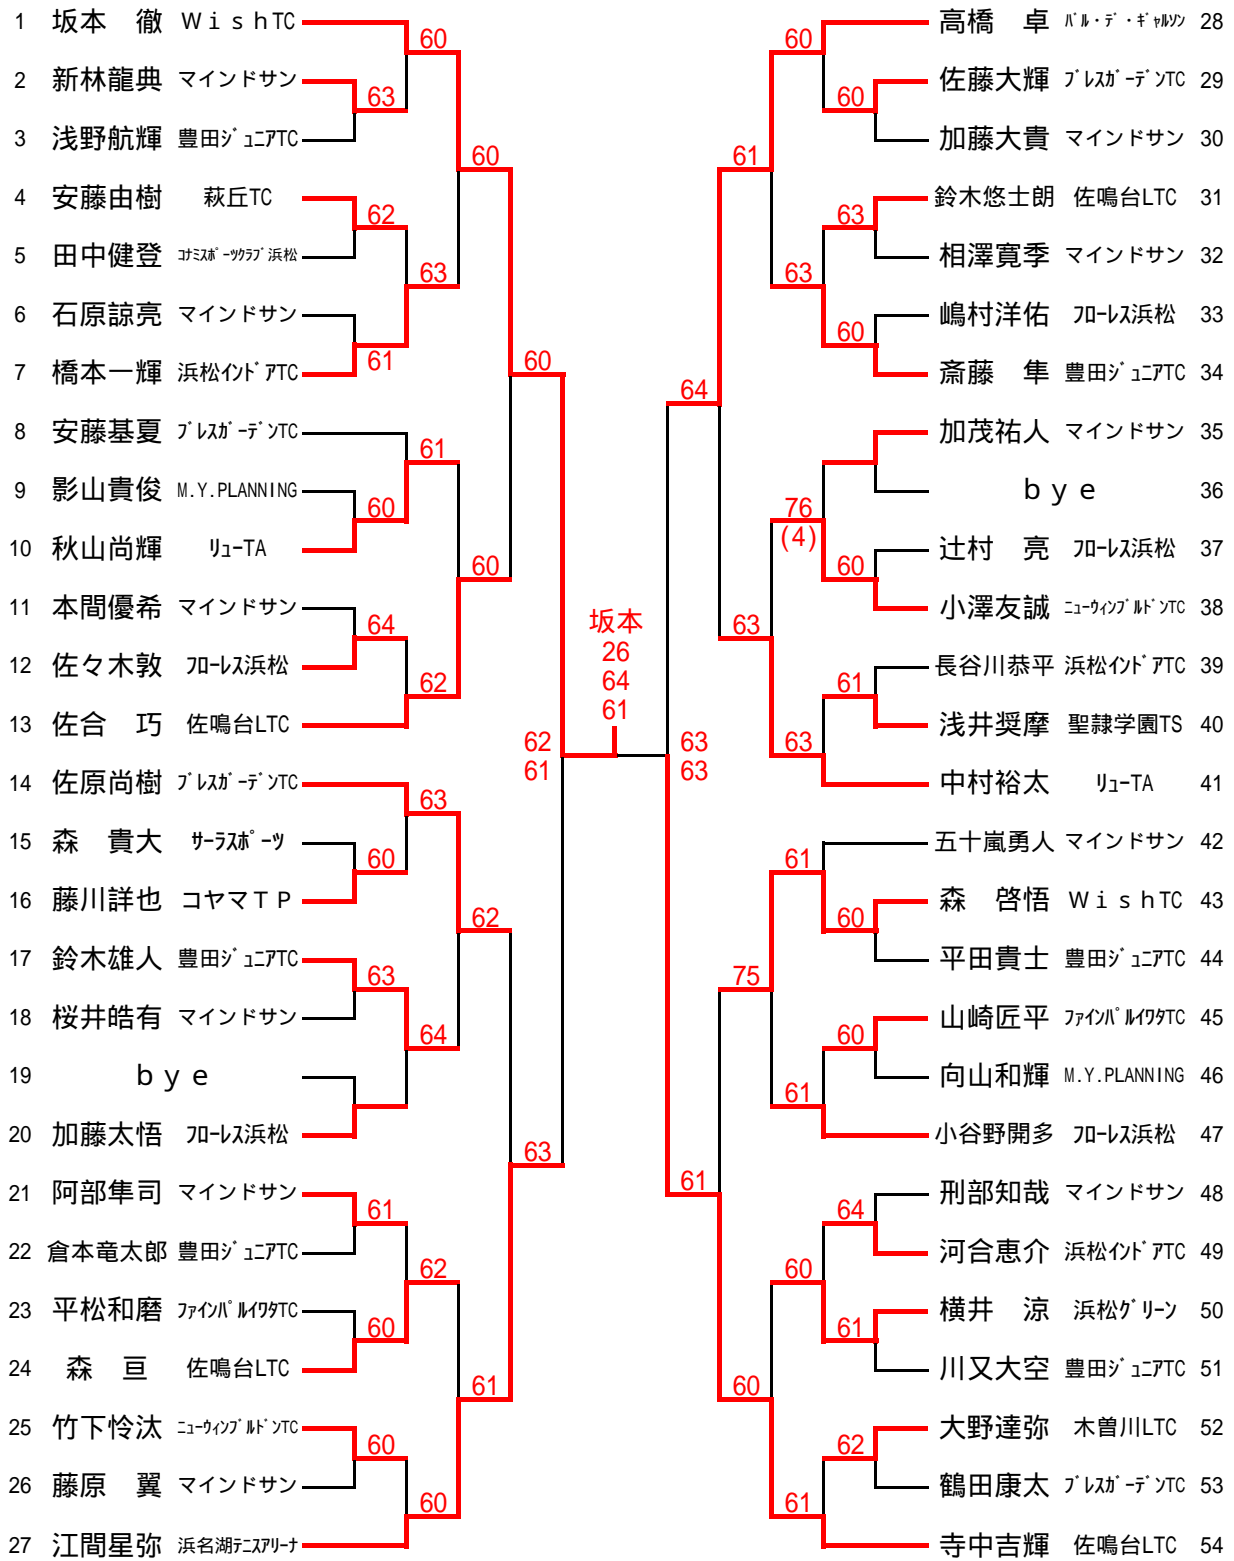 1 坂本　徹 ＷｉｓｈTC
60
2 新林龍典 マインドサン
63
3 浅野航輝 豊田ｼﾞｭﾆｱTC
60
4 安藤由樹 萩丘TC
62
5 田中健登 ｺﾅﾐｽﾎﾟｰﾂｸﾗﾌﾞ浜松
63
6 石原諒亮 マインドサン
61
7 橋本一輝 浜松ｲﾝﾄﾞｱTC
60
8 安藤基夏 ﾌﾞﾚｽｶﾞｰﾃﾞﾝTC
61
9 影山貴俊 M.Y.PLANNING
60
10 秋山尚輝 ﾘｭｰTA
60
11 本間優希 マインドサン
64
12 佐々木敦 ﾌﾛｰﾚｽ浜松
62
13 佐合　巧 佐鳴台LTC
62
61
14 佐原尚樹 ﾌﾞﾚｽｶﾞｰﾃﾞﾝTC
63
15 森　貴大 ｻｰﾗｽﾎﾟｰﾂ
60
16 藤川詳也 コヤマＴＰ
62
17 鈴木雄人 豊田ｼﾞｭﾆｱTC
63
18 桜井皓有 マインドサン
64
19 ｂｙｅ
20 加藤太悟 ﾌﾛｰﾚｽ浜松
63
21 阿部隼司 マインドサン
61
22 倉本竜太郎 豊田ｼﾞｭﾆｱTC
62
23 平松和磨 ﾌｧｲﾝﾊﾟﾙｲﾜﾀTC
60
24 森　亘 佐鳴台LTC
61
25 竹下怜汰 ﾆｭｰｳｨﾝﾌﾞﾙﾄﾞﾝTC
60
26 藤原　翼 マインドサン
60
27 江間星弥 浜名湖ﾃﾆｽｱﾘｰﾅ
坂本
26
64
61
高橋　卓 ﾊﾟﾙ・ﾃﾞ・ｷﾞｬﾙｿﾝ 28
60
佐藤大輝 ﾌﾞﾚｽｶﾞｰﾃﾞﾝTC 29
60
加藤大貴 マインドサン 30
61
鈴木悠士朗 佐鳴台LTC 31
63
相澤寛季 マインドサン 32
63
嶋村洋佑 ﾌﾛｰﾚｽ浜松 33
60
斎藤　隼 豊田ｼﾞｭﾆｱTC 34
64
加茂祐人 マインドサン 35
ｂｙｅ 36
76
(4)
辻村　亮 ﾌﾛｰﾚｽ浜松 37
60
小澤友誠 ﾆｭｰｳｨﾝﾌﾞﾙﾄﾞﾝTC 38
63
長谷川恭平 浜松ｲﾝﾄﾞｱTC 39
61
浅井奨摩 聖隷学園TS 40
63
63
63
中村裕太 ﾘｭｰTA 41
五十嵐勇人 マインドサン 42
61
森　啓悟 ＷｉｓｈTC 43
60
平田貴士 豊田ｼﾞｭﾆｱTC 44
75
山崎匠平 ﾌｧｲﾝﾊﾟﾙｲﾜﾀTC 45
60
向山和輝 M.Y.PLANNING 46
61
小谷野開多 ﾌﾛｰﾚｽ浜松 47
61
刑部知哉 マインドサン 48
64
河合恵介 浜松ｲﾝﾄﾞｱTC 49
60
横井　涼 浜松ｸﾞﾘｰﾝ 50
61
川又大空 豊田ｼﾞｭﾆｱTC 51
60
大野達弥 木曽川LTC 52
62
鶴田康太 ﾌﾞﾚｽｶﾞｰﾃﾞﾝTC 53
61
寺中吉輝 佐鳴台LTC 54